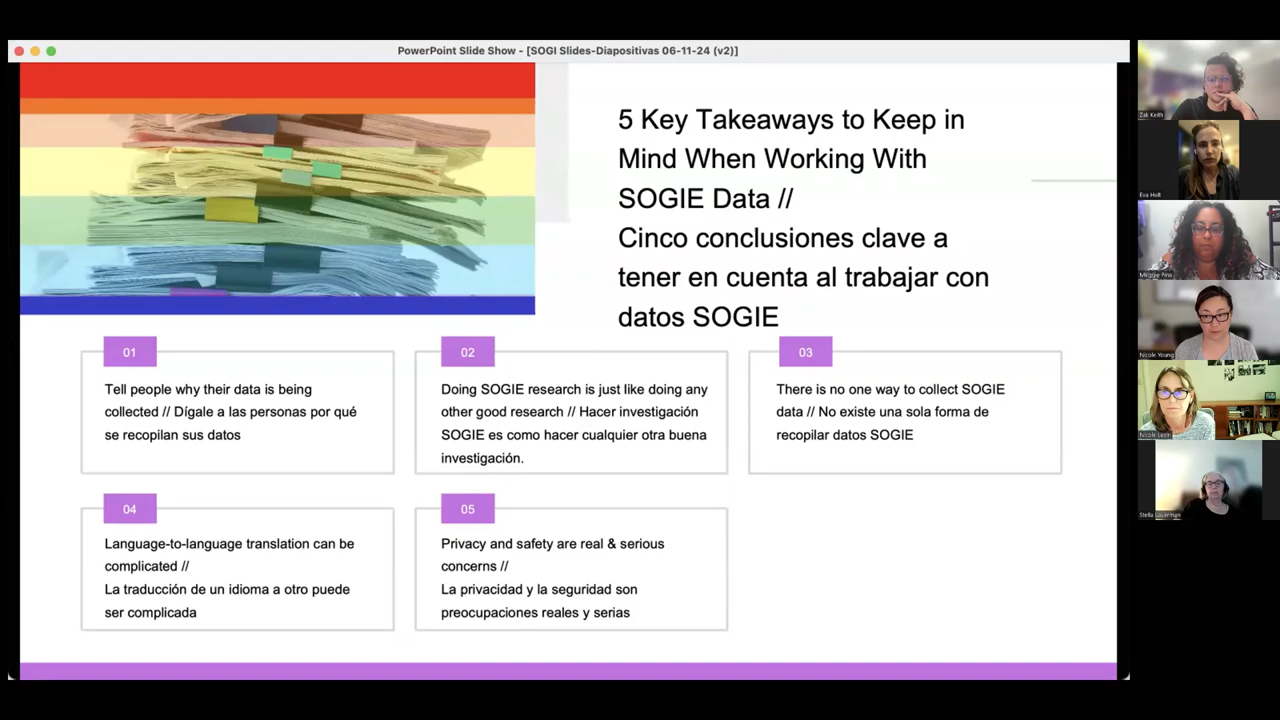 PowerPoint Slide Show - [SOGI Slides-Diapositivas 06-11-24 (v2)]
5 Key Takeaways to Keep in
Mind When Working With
SOGIE Data //
Cinco conclusiones clave a
tener en cuenta al trabajar con
datos SOGIE
01
Tell people why their data is being
collected // Dígale a las personas por qué
se recopilan sus datos
02
Doing SOGIE research is just like doing any
other good research // Hacer investigación
SOGIE es como hacer cualquier otra buena
investigación.
03
There is no one way to collect SOGIE
data // No existe una sola forma de
recopilar datos SOGIE
04
Language-to-language translation can be
complicated //
La traducción de un idioma a otro puede
ser complicada
05
Privacy and safety are real & serious
concerns //
La privacidad y la seguridad son
preocupaciones reales y serias
Zak Keith
Eva Holt
Nicole Young
Nicole
Stella